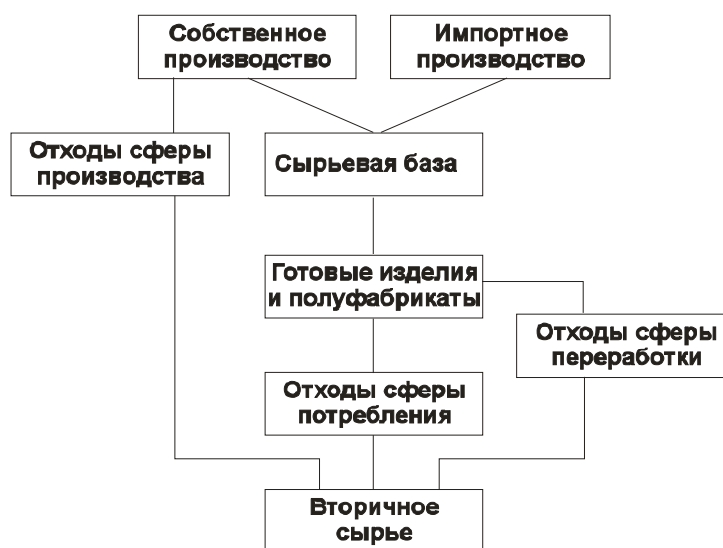 Собственное
производство
Импортное
производство
Отходы сферы
производства
Сырьевая база
Готовые изделия
и полуфабрикаты
Отходы сферы
переработки
Отходы сферы
потребления
Вторичное
сырье